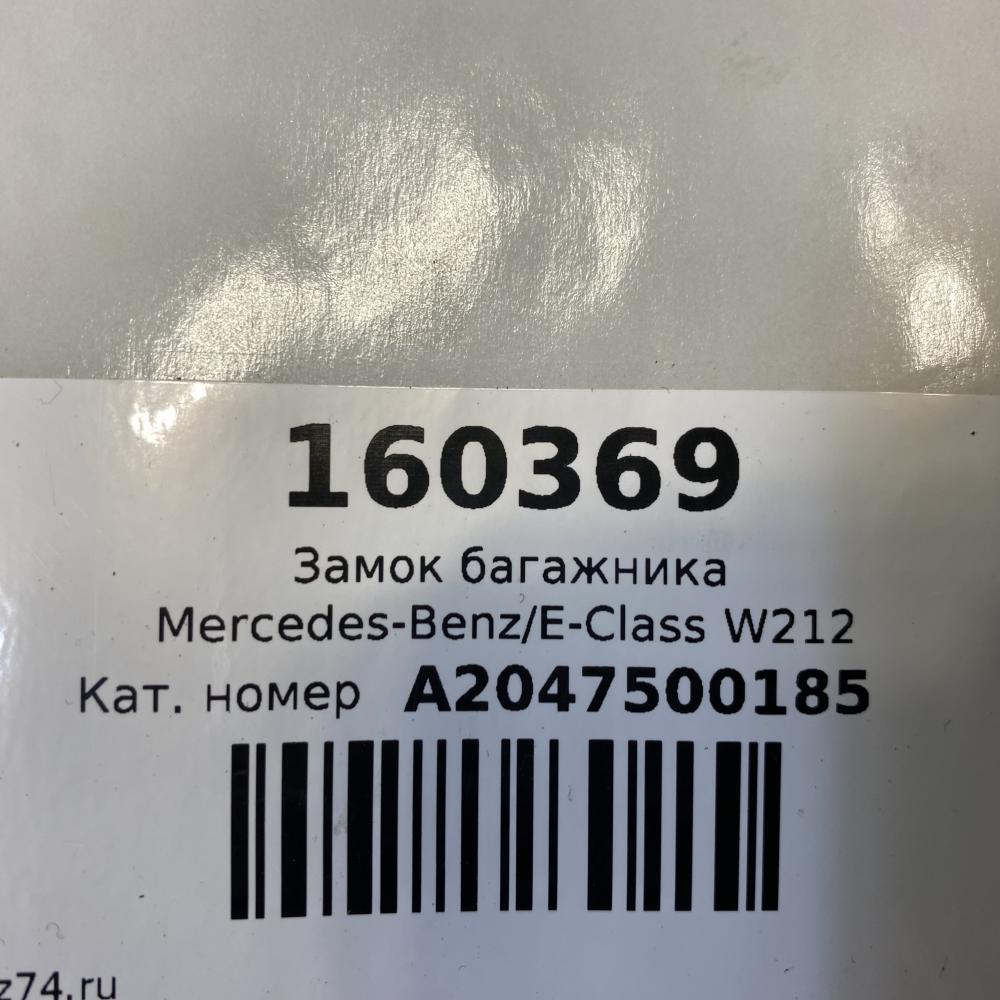 160369
Замок багажника
Mercedes-Benz/E-Class W212
Кат. номер A2047500185
z74.ru